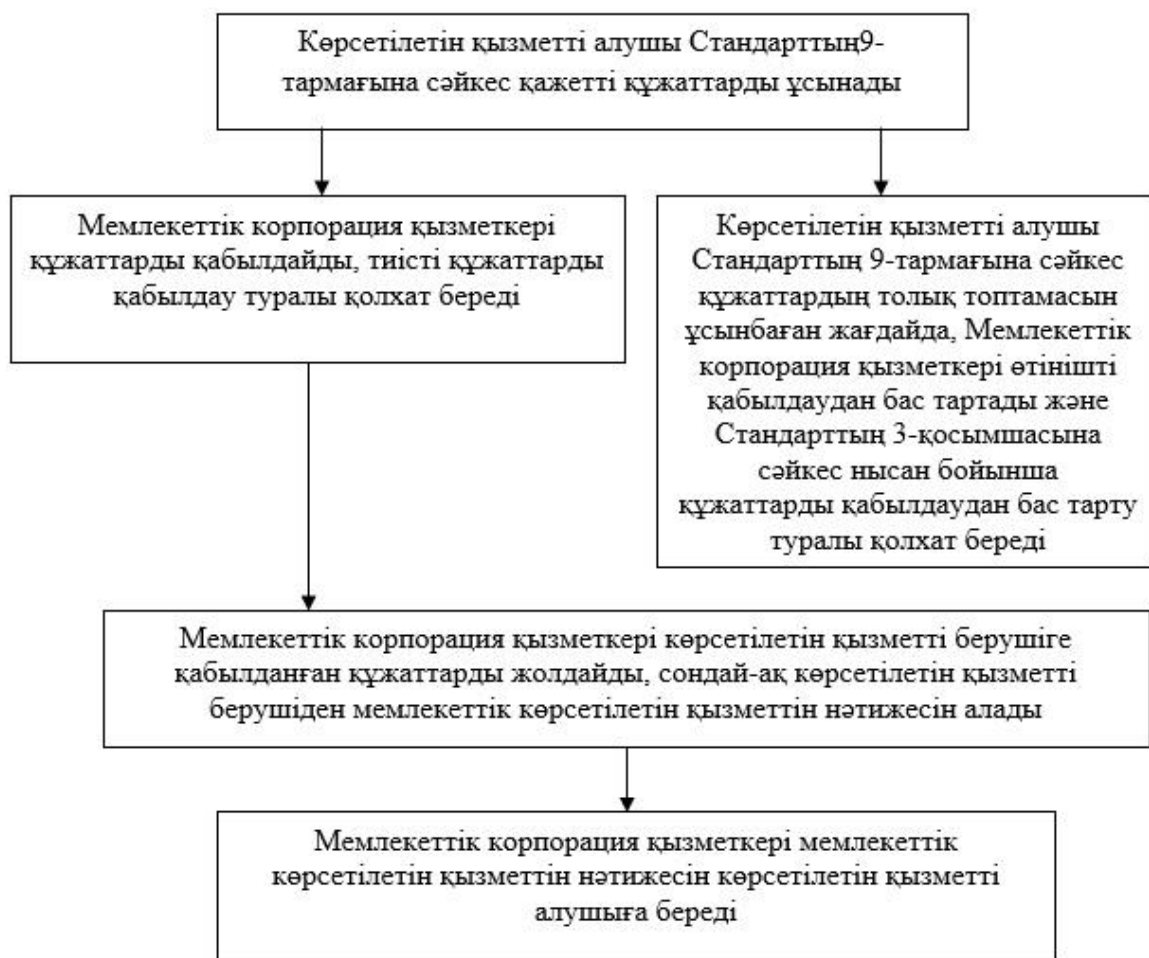 Көрсетілетін қызметті алушы Стандарттың9-
тармағына сәйкес қажетті құжаттарды ұсынады
Мемлекеттік корпорация қызметкері
құжаттарды қабылдайды, тиісті құжаттарды
қабылдау туралы қолхат береді
Көрсетілетін қызметті алушы
Стандарттың 9-тармағына сәйкес
құжаттардың толық топтамасын
ұсынбаған жағдайда, Мемлекеттік
корпорация қызметкері өтінішті
қабылдаудан бас тартады және
Стандарттың 3-қосымшасына
сәйкес нысан бойынша
құжаттарды қабылдаудан бас тарту
туралы қолхат береді
Мемлекеттік корпорация қызметкері көрсетілетін қызметті берушіге
қабылданған құжаттарды жолдайды, сондай-ақ көрсетілетін қызметті
берушіден мемлекеттік көрсетілетін қызметтін нәтижесін алады
Мемлекеттік корпорация қызметкері мемлекеттік
көрсетілетін қызметтін нәтижесін көрсетілетін қызметті
алушыға береді